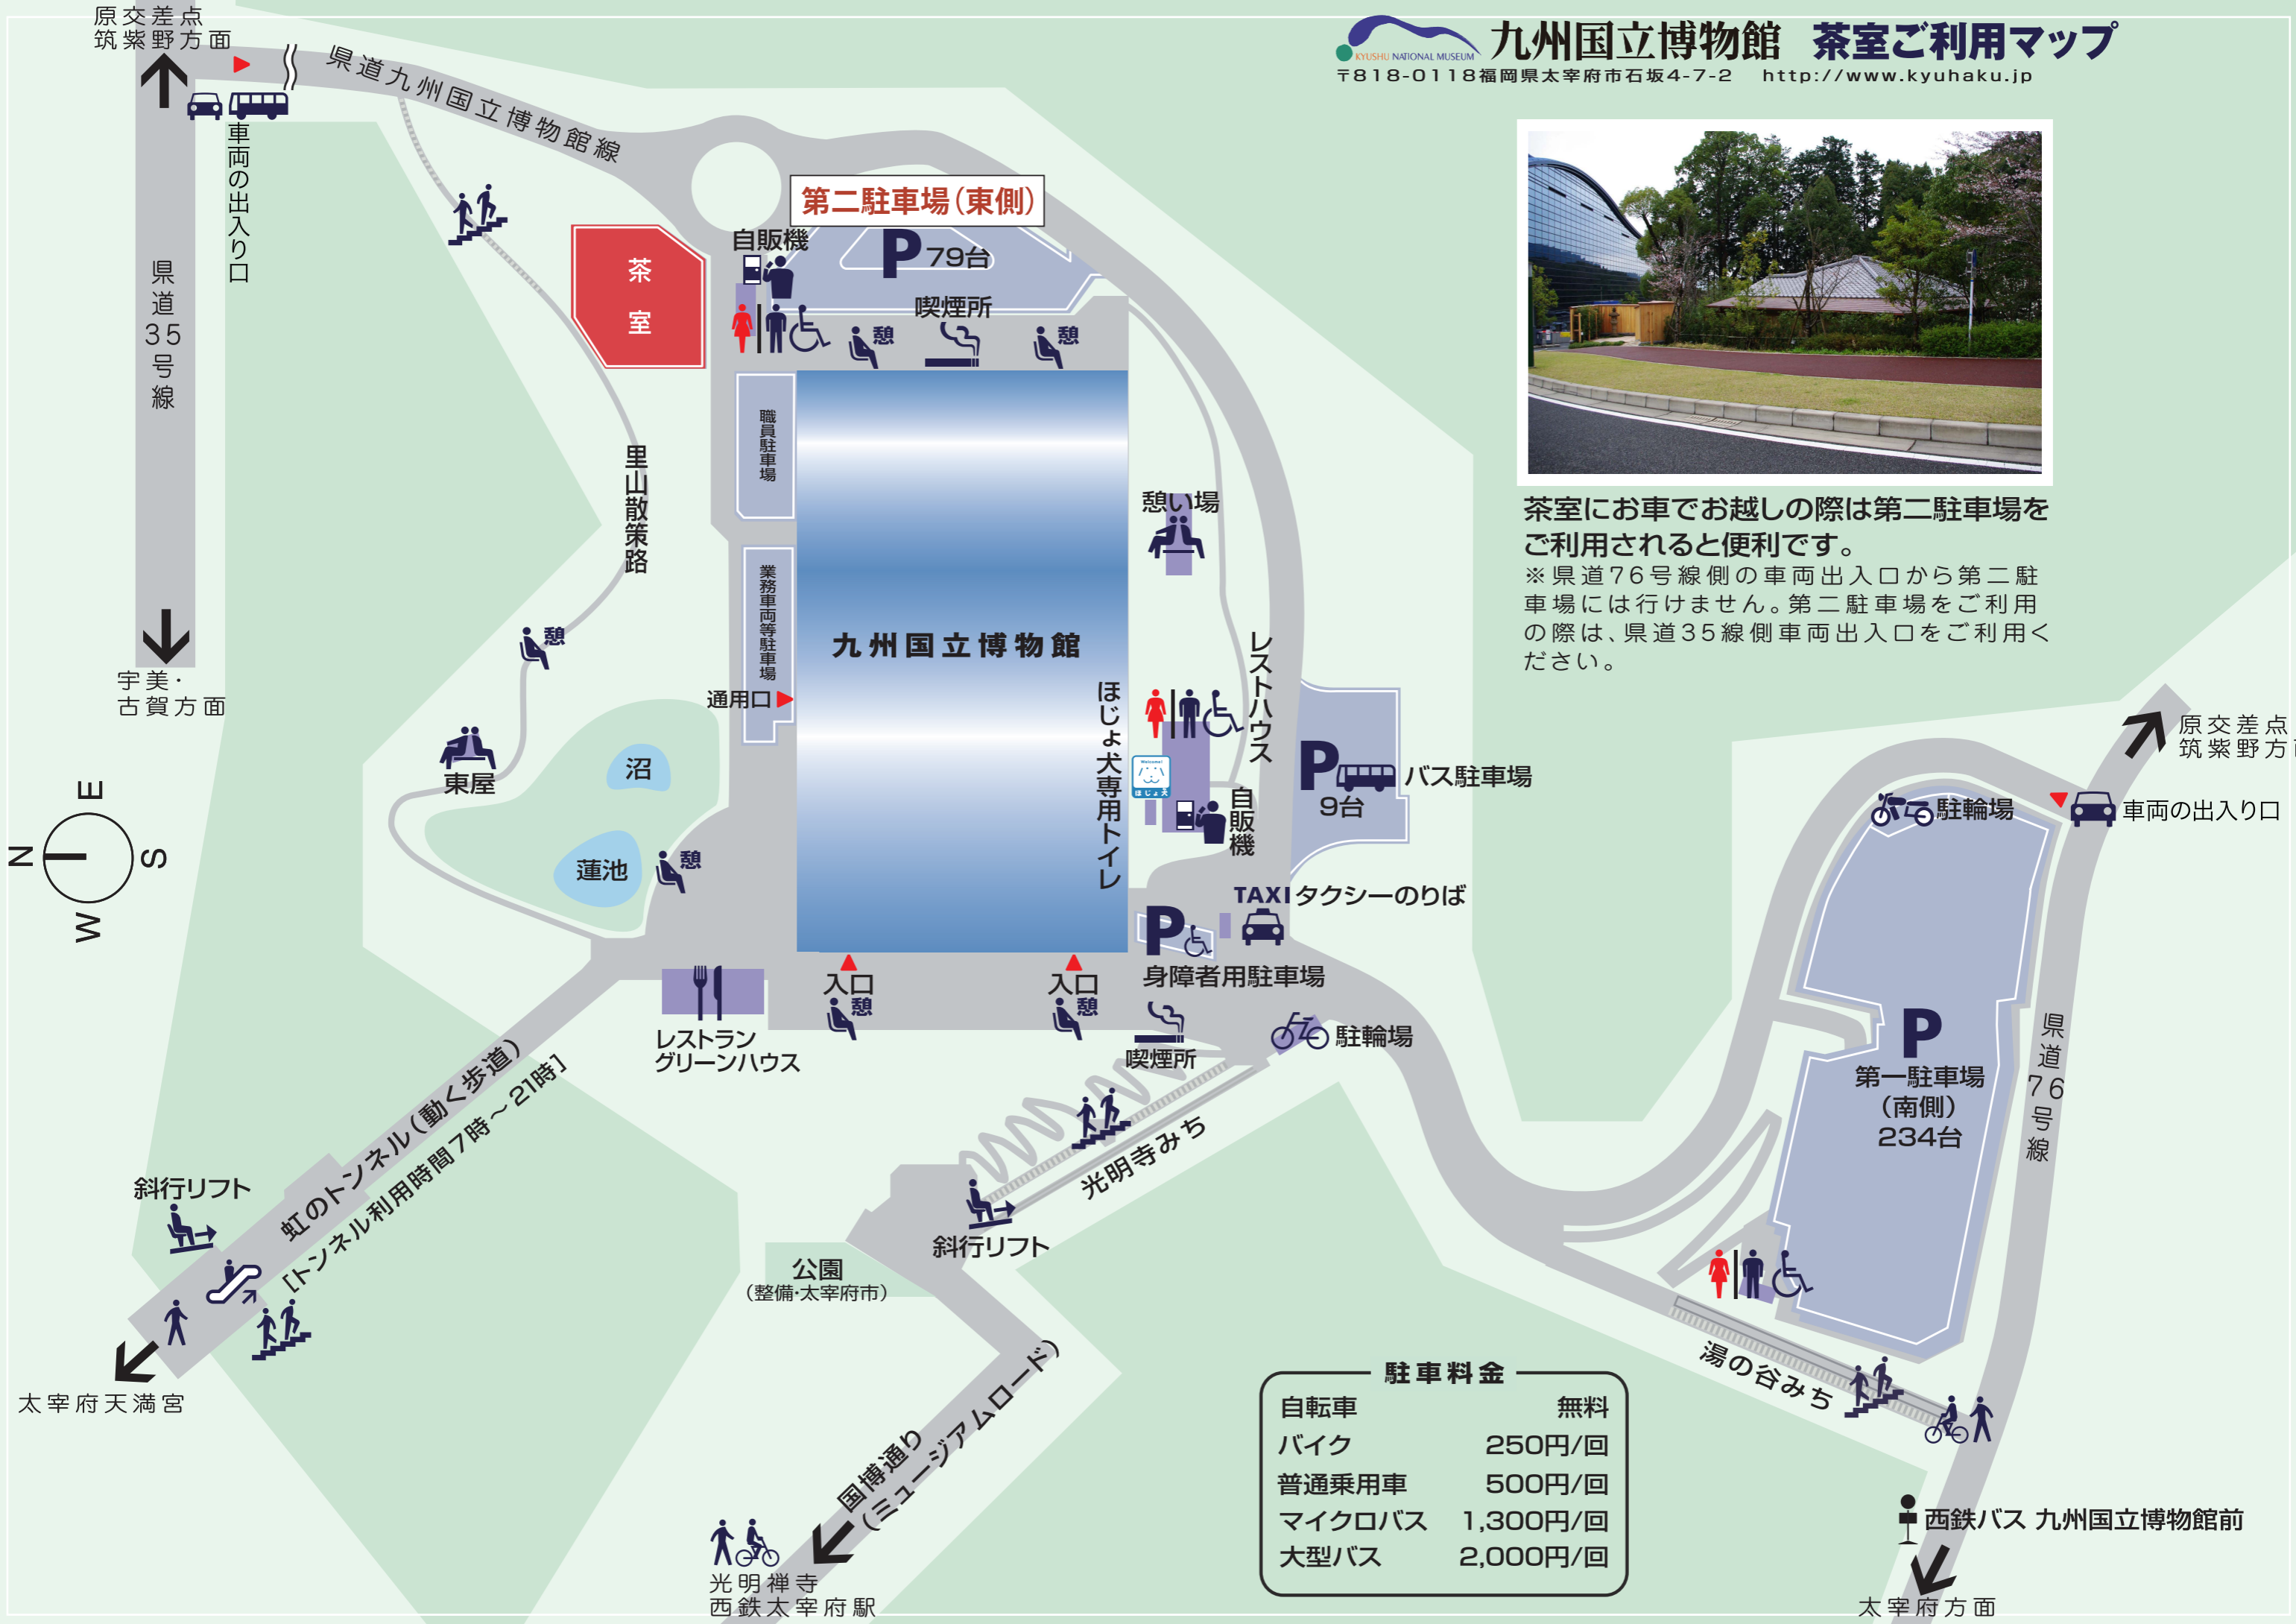 原交差点
筑紫野方面
県道九州国立博物館線
車両の出入り口
県道35号線
宇美・
古賀方面
KYUSHU NATIONAL MUSEUM
九州国立博物館 茶室ご利用マップ
〒818-0118福岡県太宰府市石坂4-7-2 http://www.kyuhaku.jp
第二駐車場(東側)
自販機
P 79台
喫煙所
憩
憩
茶室
職員駐車場
里山散策路
業務車両等駐車場
通用口
九州国立博物館
憩い場
レストハウス
ほじょ犬専用トイレ
Welcome!
ほじょ犬
自販機
茶室にお車でお越しの際は第二駐車場を
ご利用されると便利です。
※県道76号線側の車両出入口から第二駐
車場には行けません。第二駐車場をご利用
の際は、県道35線側車両出入口をご利用く
ださい。
憩
東屋
沼
蓮池
憩
E
N
S
W
P
バス駐車場
9台
TAXI タクシーのりば
P
身障者用駐車場
入口
憩
入口
憩
喫煙所
駐輪場
レストラン
グリーンハウス
虹のトンネル(動く歩道)
[トンネル利用時間7時~21時]
斜行リフト
太宰府天満宮
光明寺みち
斜行リフト
公園
(整備・太宰府市)
国博通り
(ミュージアムロード)
光明禅寺
西鉄太宰府駅
原交差点
筑紫野方
駐輪場
車両の出入り口
P
第一駐車場
(南側)
234台
県道76号線
湯の谷みち
西鉄バス 九州国立博物館前
太宰府方面
駐車料金
自転車 無料
バイク 250円/回
普通乗用車 500円/回
マイクロバス 1,300円/回
大型バス 2,000円/回